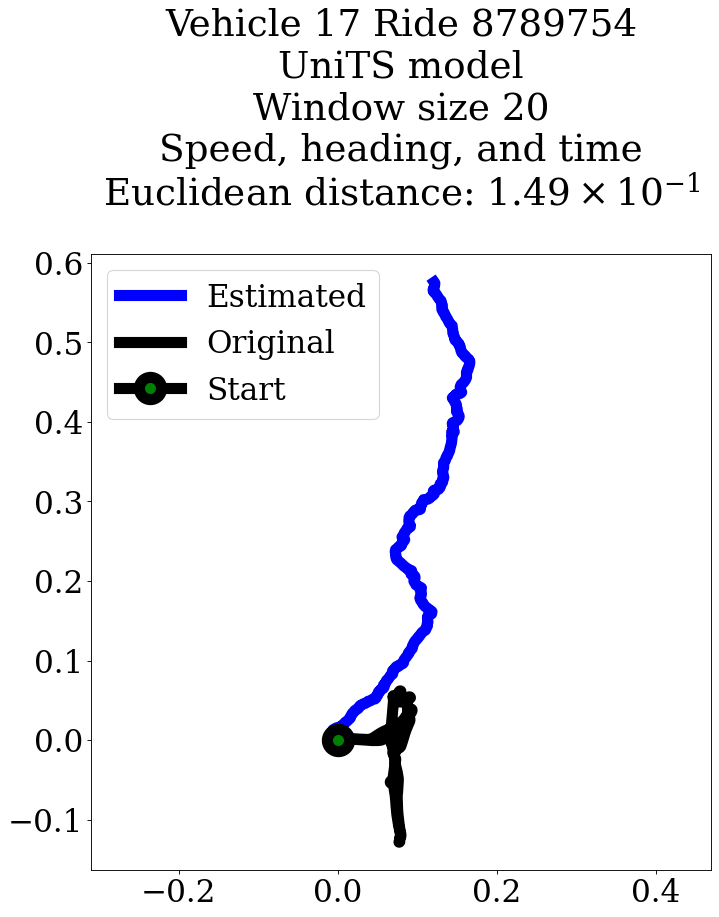 Vehicle 17 Ride 8789754
UniTS model
Window size 20
Speed, heading, and time
Euclidean distance: 1.49 × 10⁻¹
0.6
Estimated
Original
Start
0.5
0.4
0.3
0.2
0.1
0.0
−0.1
−0.2 0.0 0.2 0.4